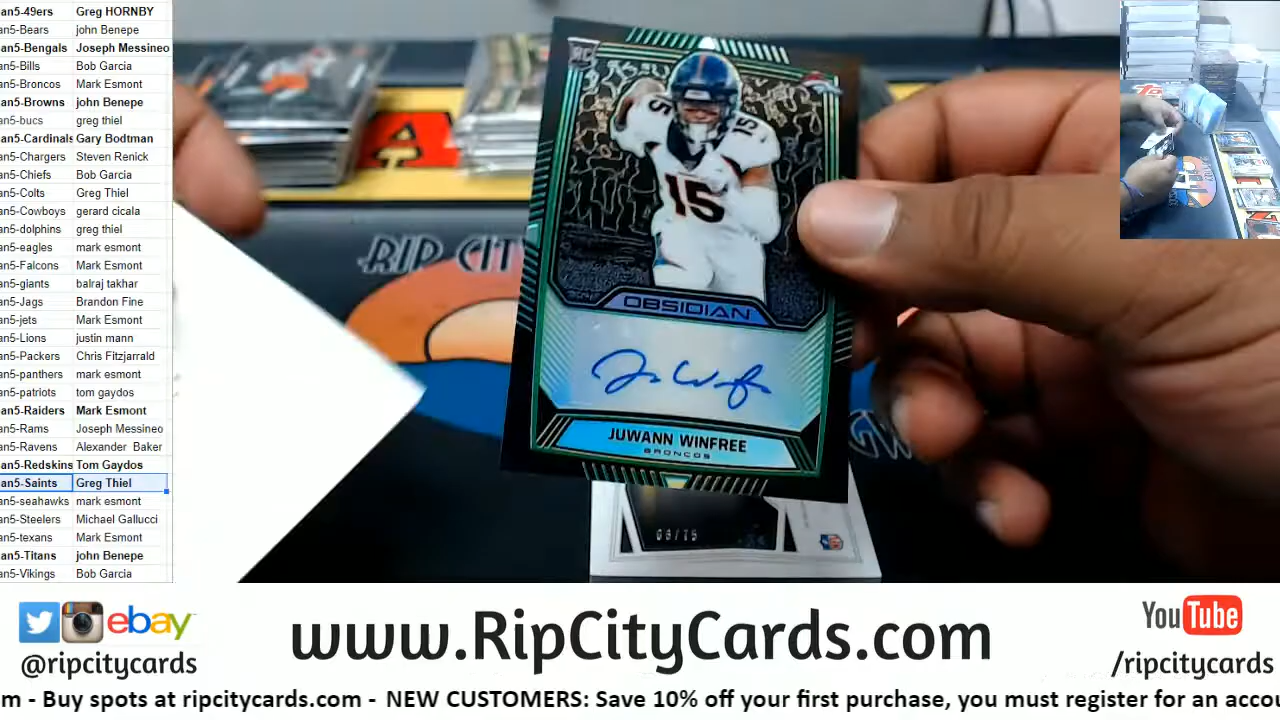 an5-49ers Greg HORNBY
an5-Bears john Benepe
an5-Bengals Joseph Messineo
an5-Bills Bob Garcia
an5-Broncos Mark Esmont
an5-Browns john Benepe
an5-bucs greg thiel
an5-Cardinals Gary Bodtman
an5-Chargers Steven Renick
an5-Chiefs Bob Garcia
an5-Colts Greg Thiel
an5-Cowboys gerard cicala
an5-dolphins greg thiel
an5-eagles mark esmont
an5-Falcons Mark Esmont
an5-giants balraj takhar
an5-Jags Brandon Fine
an5-jets Mark Esmont
an5-Lions justin mann
an5-Packers Chris Fitzjarrald
an5-panthers mark esmont
an5-patriots tom gaydos
an5-Raiders Mark Esmont
an5-Rams Joseph Messineo
an5-Ravens Alexander Baker
an5-Redskins Tom Gaydos
an5-Saints Greg Thiel
an5-seahawks mark esmont
an5-Steelers Michael Gallucci
an5-texans Mark Esmont
an5-Titans john Benepe
an5-Vikings Bob Garcia
RC
15
15
15
RIP CITY
OBSIDIAN
JUWANN WINFREE
BRONCOS
ebay
@ripcitycards
www.RipCityCards.com
YouTube
/ripcitycards
m - Buy spots at ripcitycards.com - NEW CUSTOMERS: Save 10% off your first purchase, you must register for an accou